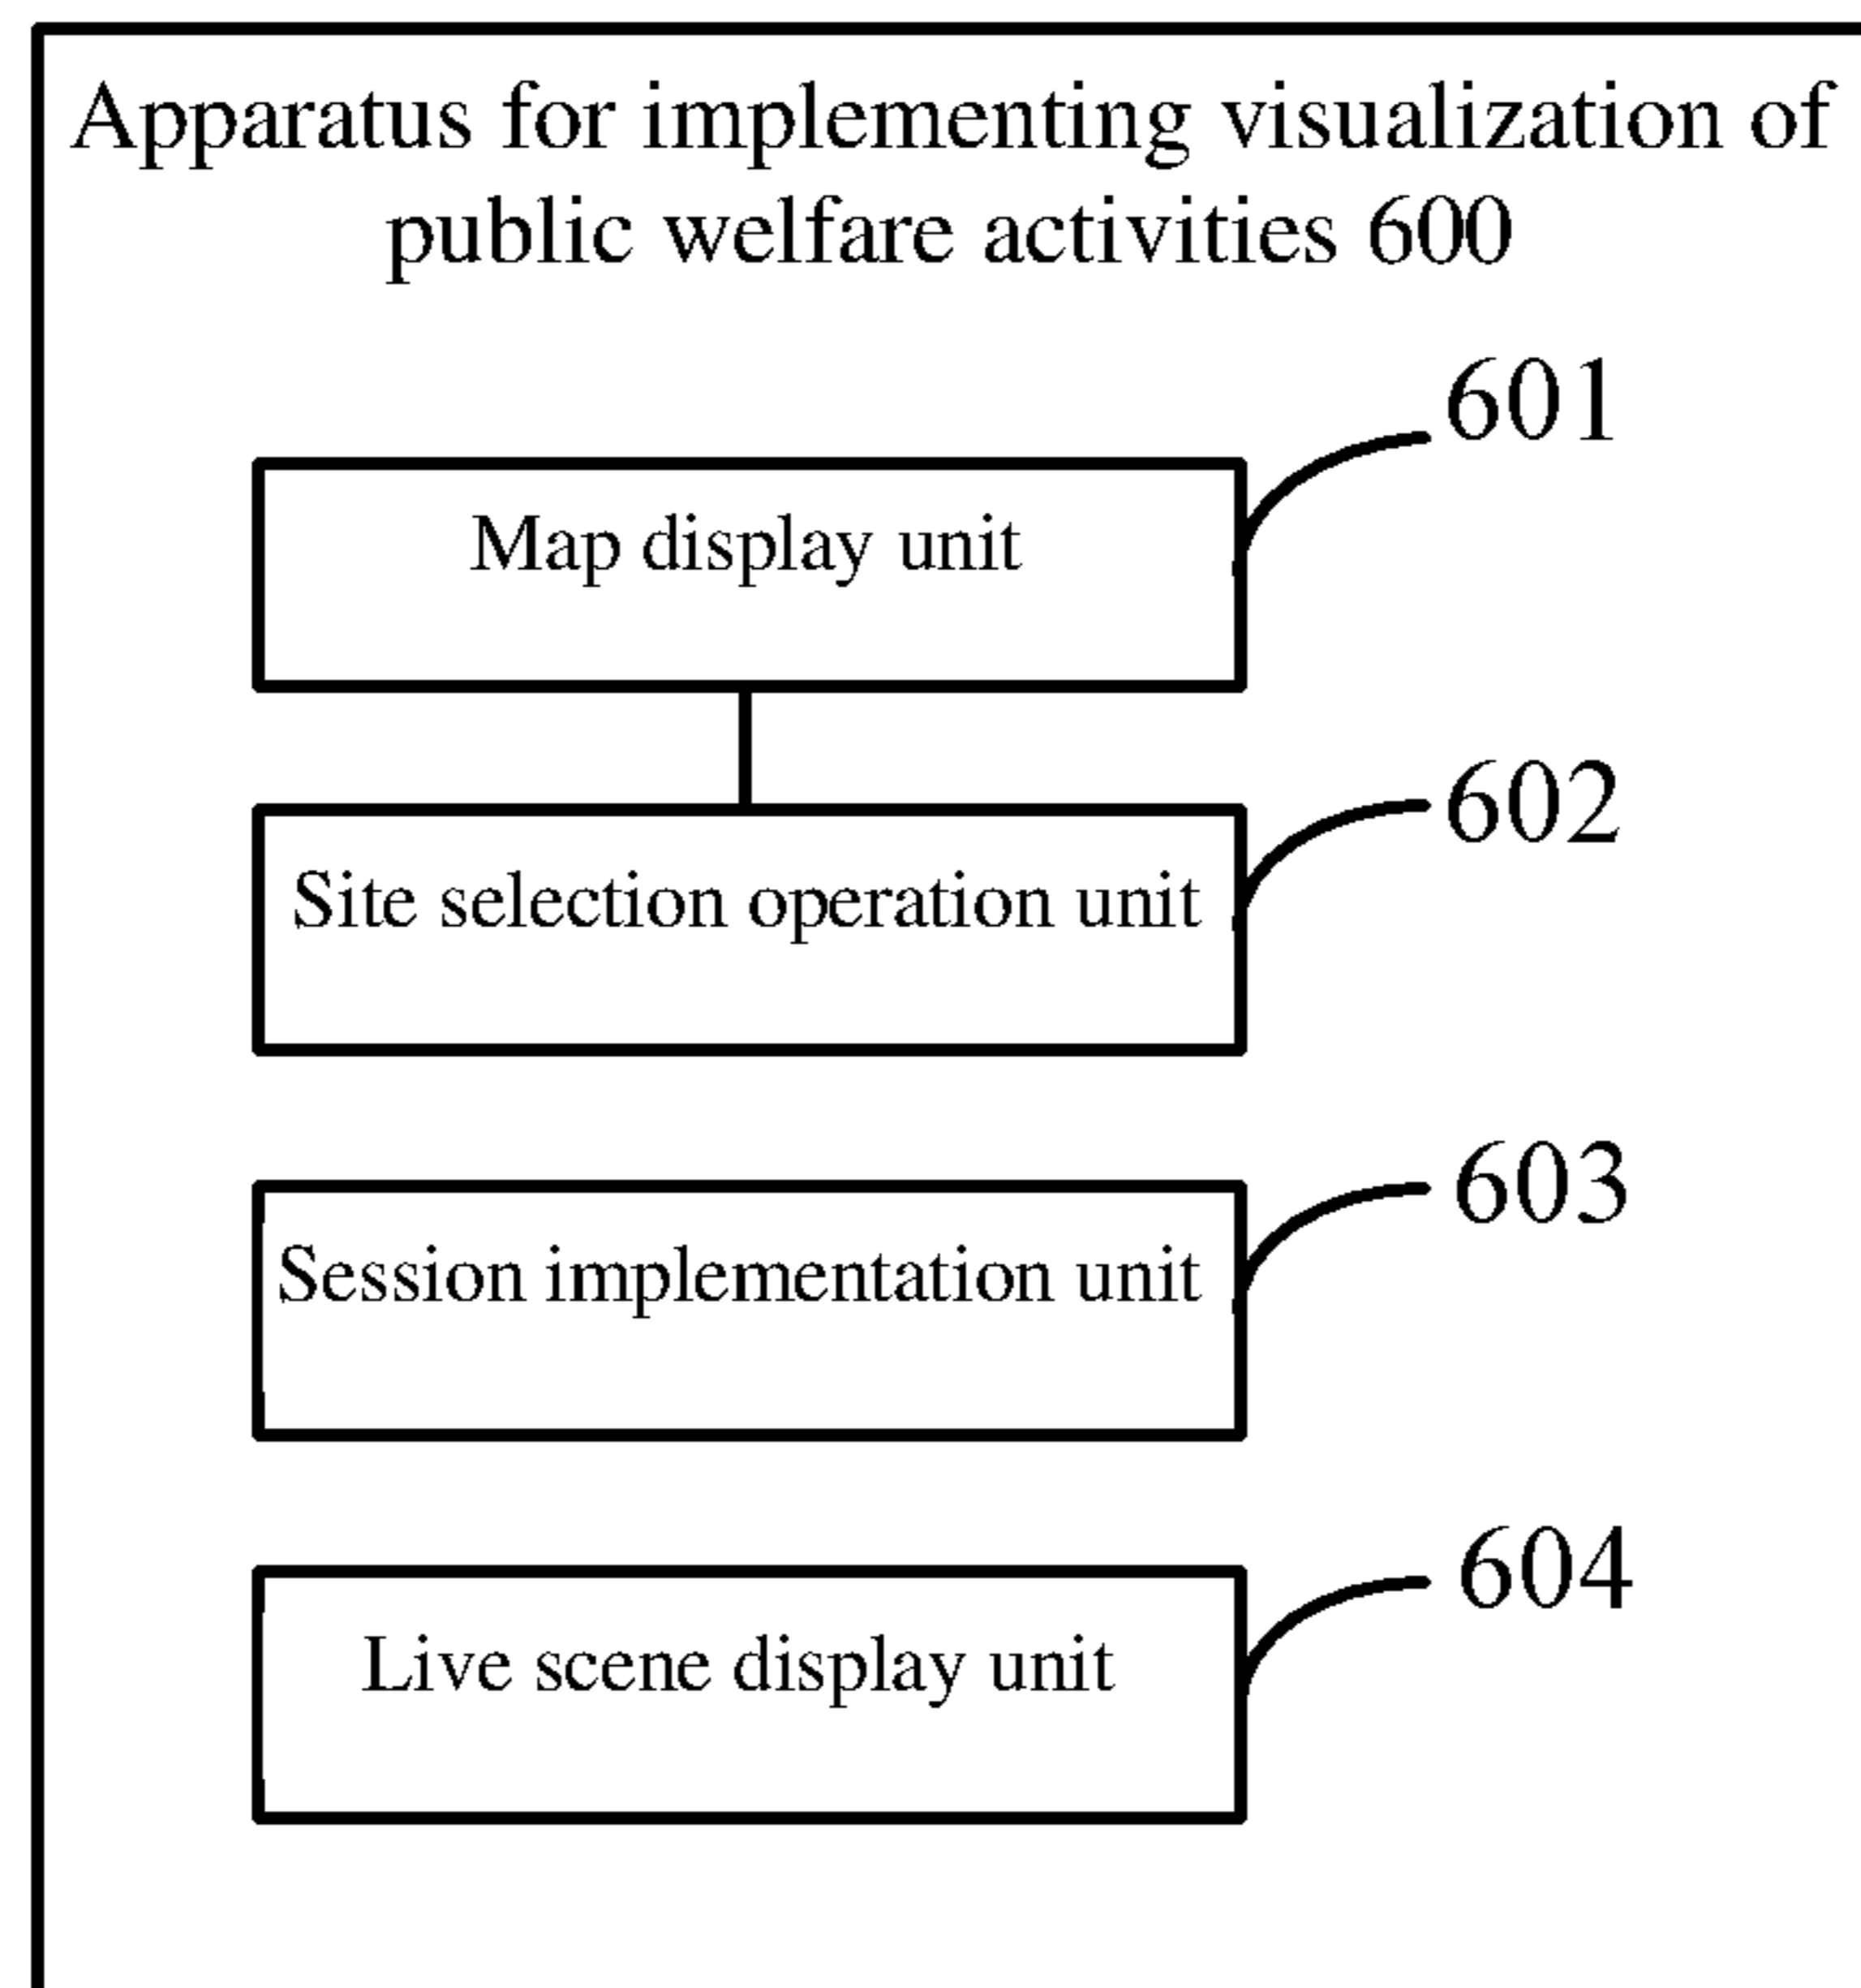 Apparatus for implementing visualization of
public welfare activities 600
601
Map display unit
602
Site selection operation unit
603
Session implementation unit
604
Live scene display unit